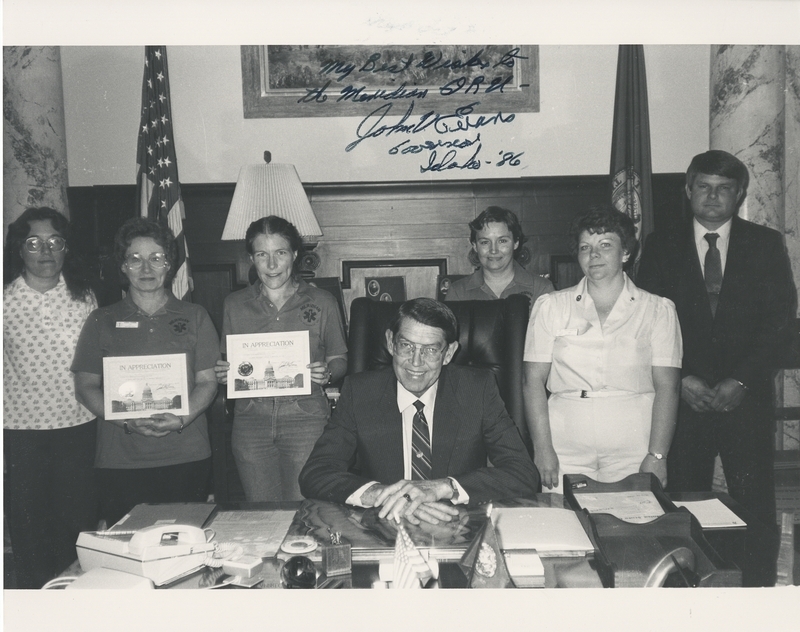 My Best Wishes to
the Meridian QRU -
John V Evans
Governor
Idaho - '86
IN APPRECIATION
IN APPRECIATION